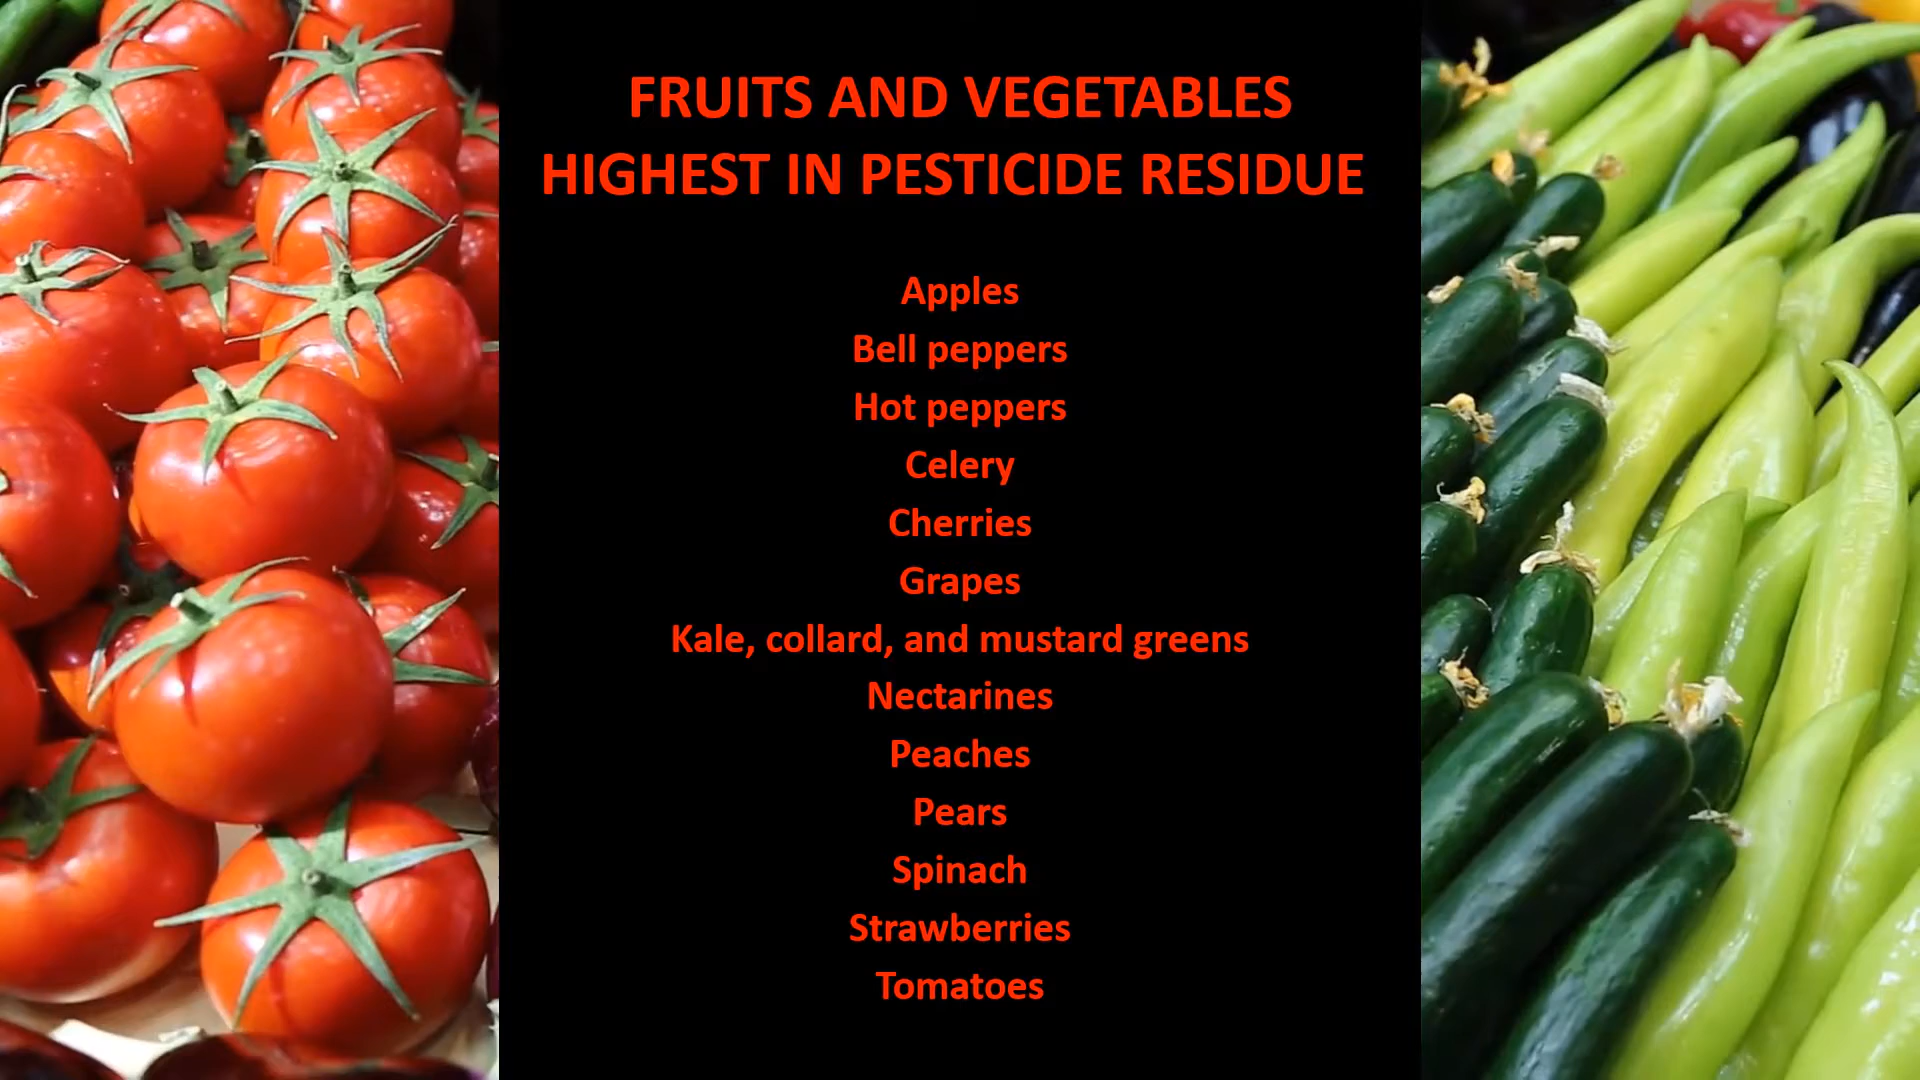 FRUITS AND VEGETABLES
HIGHEST IN PESTICIDE RESIDUE
Apples
Bell peppers
Hot peppers
Celery
Cherries
Grapes
Kale, collard, and mustard greens
Nectarines
Peaches
Pears
Spinach
Strawberries
Tomatoes